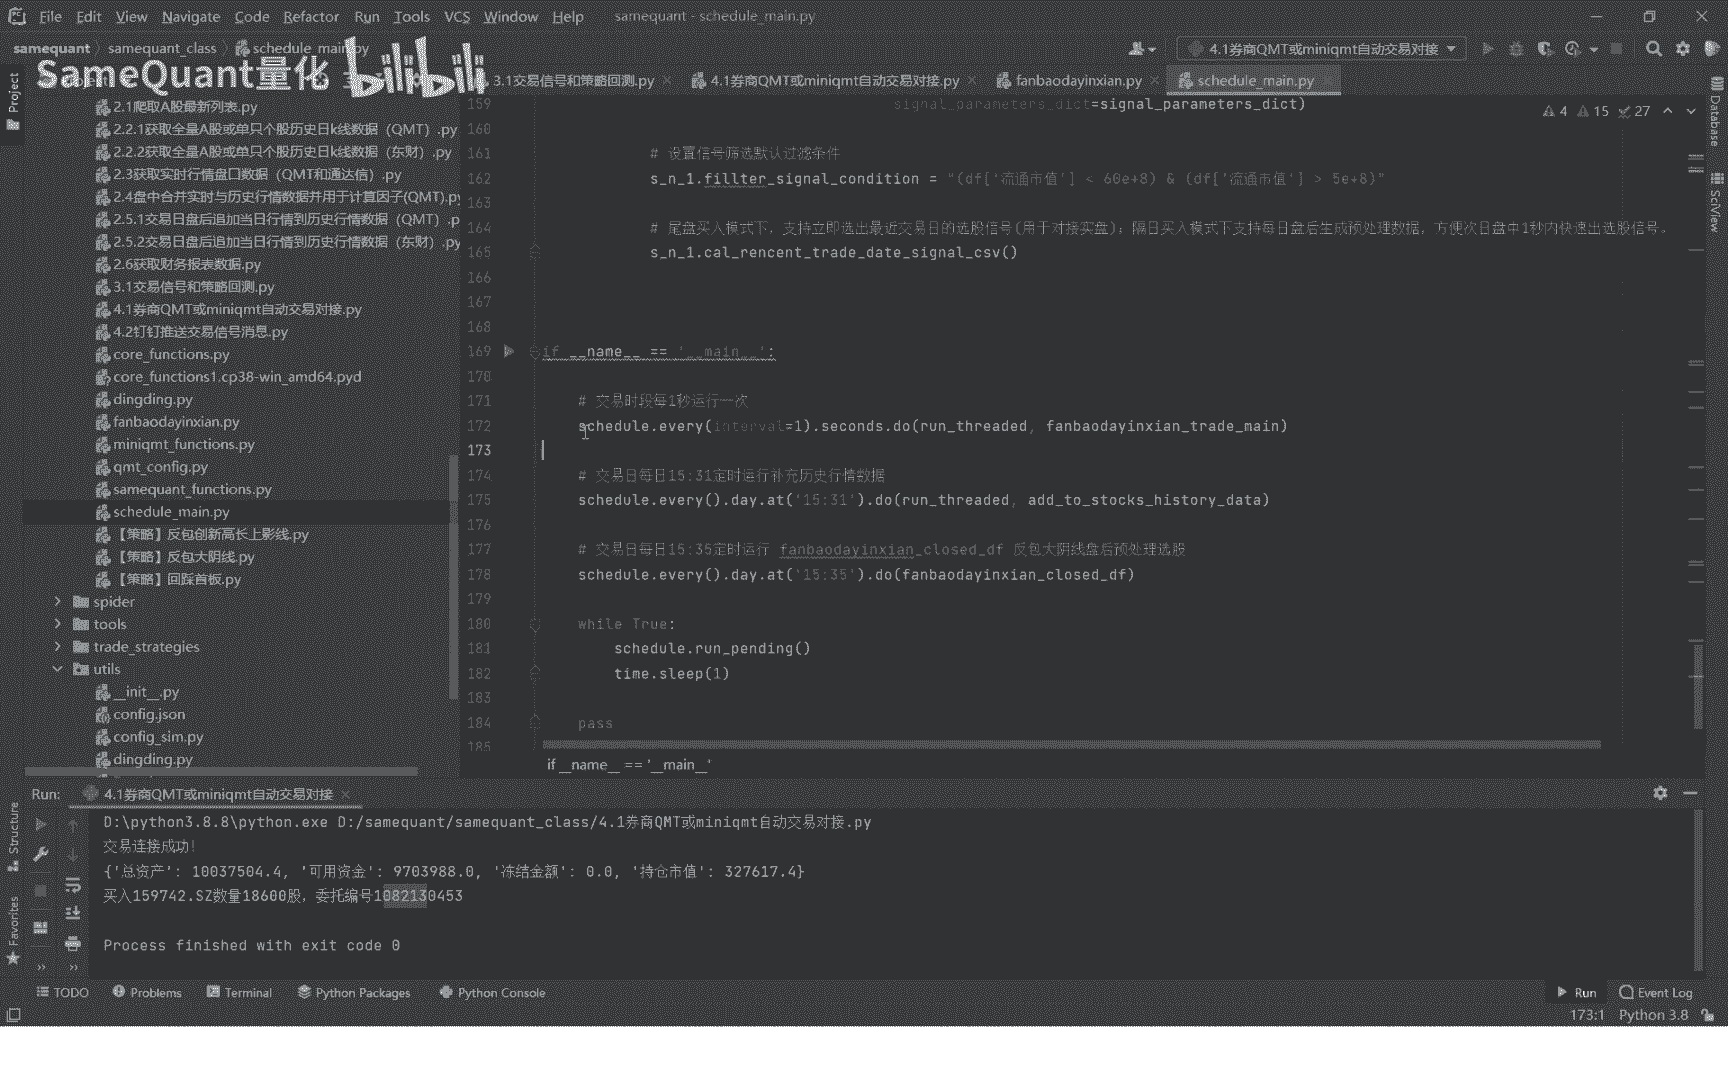 File Edit View Navigate Code Refactor Run Tools VCS Window Help samequant - schedule_main.py
samequant samequant_class schedule_main.py 4.1券商QMT或miniqmt自动交易对接
SameQuant量化 bilibili
3.1交易信号和策略回测.py 4.1券商QMT或miniqmt自动交易对接.py fanbaodayinxian.py schedule_main.py
Project
2.1爬取A股最新列表.py
2.2.1获取全量A股或单只个股历史日k线数据（QMT）.py
2.2.2获取全量A股或单只个股历史日k线数据（东财）.py
2.3获取实时行情盘口数据（QMT和通达信）.py
2.4盘中合并实时与历史行情数据并用于计算因子(QMT).py
2.5.1交易日盘后追加当日行情到历史行情数据（QMT）.p
2.5.2交易日盘后追加当日行情到历史行情数据（东财）.py
2.6获取财务报表数据.py
3.1交易信号和策略回测.py
4.1券商QMT或miniqmt自动交易对接.py
4.2钉钉推送交易信号消息.py
core_functions.py
core_functions1.cp38-win_amd64.pyd
dingding.py
fanbaodayinxian.py
miniqmt_functions.py
qmt_config.py
samequant_functions.py
schedule_main.py
【策略】反包创新高长上影线.py
【策略】反包大阴线.py
【策略】回踩首板.py
spider
tools
trade_strategies
utils
__init__.py
config.json
config_sim.py
dingding.py
4 15 27
159 signal_parameters_dict=signal_parameters_dict)
160
161 # 设置信号筛选默认过滤条件
162 s_n_1.fillter_signal_condition = "(df['流通市值'] < 60e+8) & (df['流通市值'] > 5e+8)"
163
164 # 尾盘买入模式下，支持立即选出最近交易日的选股信号(用于对接实盘)；隔日买入模式下支持每日盘后生成预处理数据，方便次日盘中1秒内快速出选股信号。
165 s_n_1.cal_rencent_trade_date_signal_csv()
166
167
168
169 if __name__ == '__main__':
170
171 # 交易时段每1秒运行一次
172 schedule.every(interval=1).seconds.do(run_threaded, fanbaodayinxian_trade_main)
173
174 # 交易日每日15:31定时运行补充历史行情数据
175 schedule.every().day.at('15:31').do(run_threaded, add_to_stocks_history_data)
176
177 # 交易日每日15:35定时运行 fanbaodayinxian_closed_df 反包大阴线盘后预处理选股
178 schedule.every().day.at('15:35').do(fanbaodayinxian_closed_df)
179
180 while True:
181 schedule.run_pending()
182 time.sleep(1)
183
184 pass
185
if __name__ == '__main__'
Database
SciView
Run: 4.1券商QMT或miniqmt自动交易对接
D:\python3.8.8\python.exe D:/samequant/samequant_class/4.1券商QMT或miniqmt自动交易对接.py
交易连接成功!
{'总资产': 10037504.4, '可用资金': 9703988.0, '冻结金额': 0.0, '持仓市值': 327617.4}
买入159742.SZ数量18600股，委托编号1082130453
Process finished with exit code 0
Structure
Favorites
TODO Problems Terminal Python Packages Python Console Run Event Log
173:1 Python 3.8